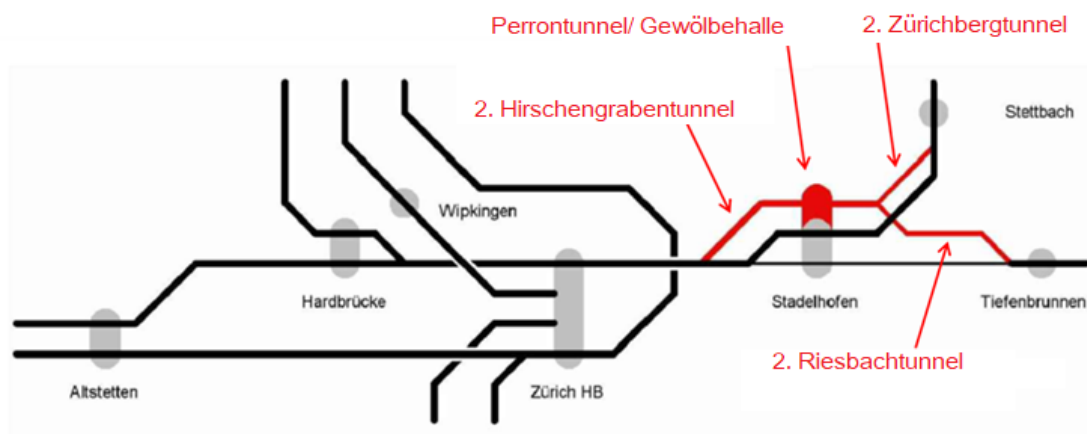 Perrontunnel/ Gewölbehalle
2. Zürichbergtunnel
2. Hirschengrabentunnel
Stettbach
Wipkingen
Hardbrücke
Stadelhofen
Tiefenbrunnen
2. Riesbachtunnel
Altstetten
Zürich HB